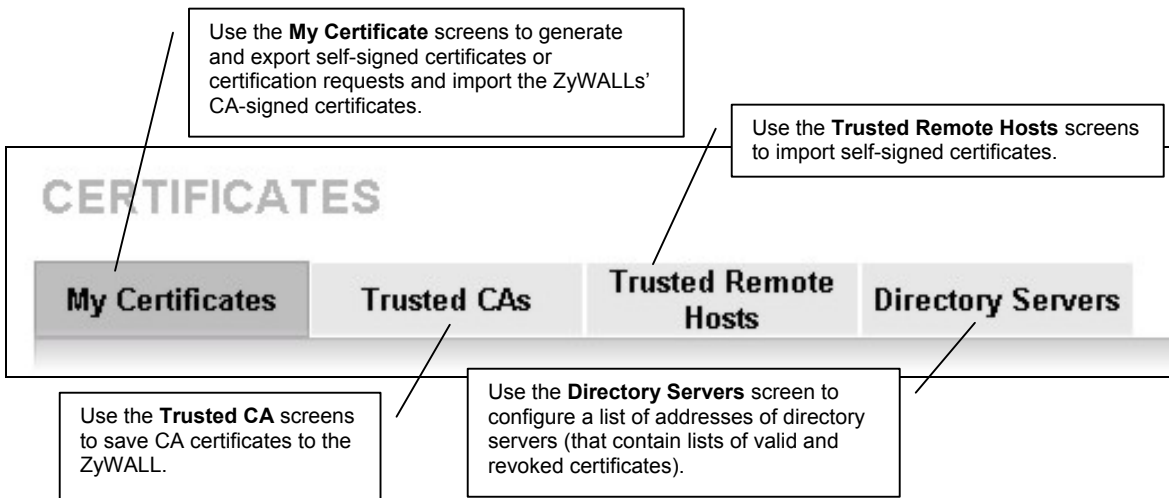 Use the My Certificate screens to generate
and export self-signed certificates or
certification requests and import the ZyWALLs’
CA-signed certificates.
Use the Trusted Remote Hosts screens
to import self-signed certificates.
CERTIFICATES
My Certificates
Trusted CAs
Trusted Remote
Hosts
Directory Servers
Use the Trusted CA screens
to save CA certificates to the
ZyWALL.
Use the Directory Servers screen to
configure a list of addresses of directory
servers (that contain lists of valid and
revoked certificates).